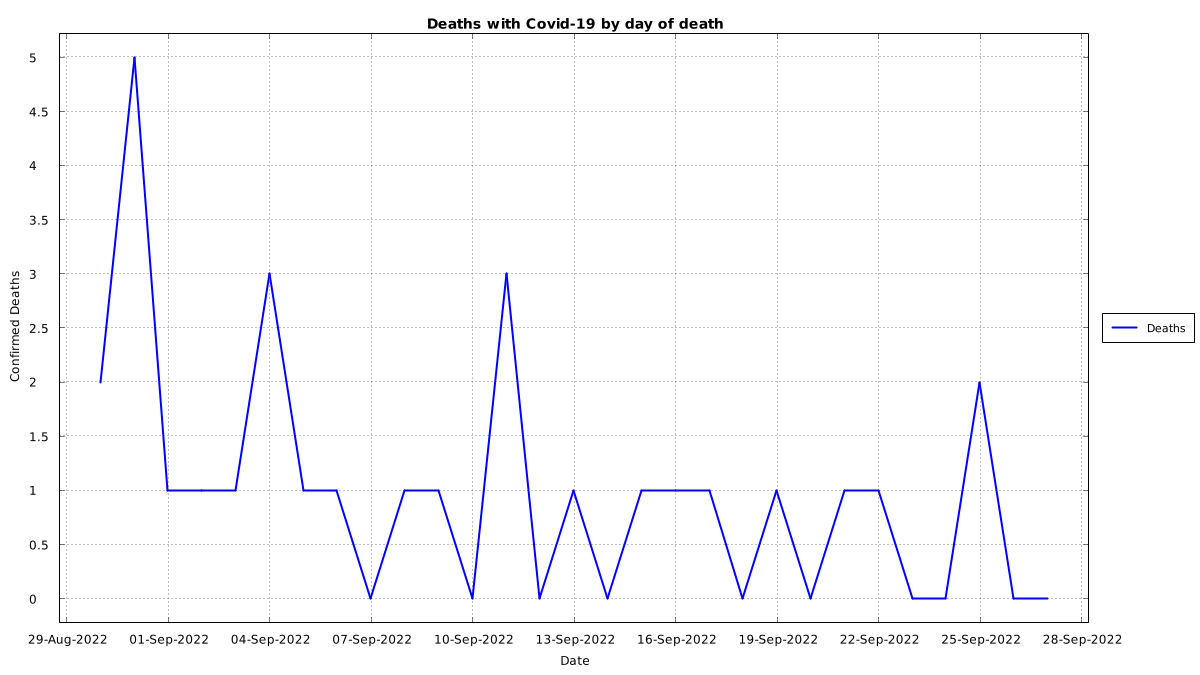 Deaths with Covid-19 by day of death
5
4.5
4
3.5
3
2.5
2
1.5
1
0.5
0
Confirmed Deaths
29-Aug-2022 01-Sep-2022 04-Sep-2022 07-Sep-2022 10-Sep-2022 13-Sep-2022 16-Sep-2022 19-Sep-2022 22-Sep-2022 25-Sep-2022 28-Sep-2022
Date
Deaths